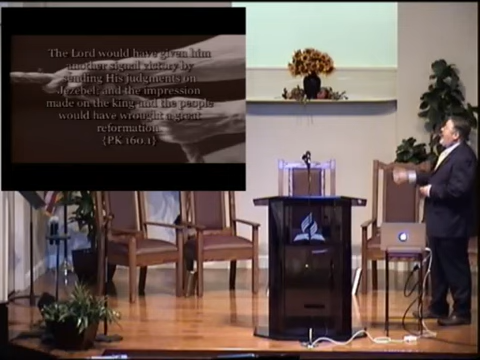 The Lord would have given him
another signal victory by
sending His judgments on
Jezebel, and the impression
made on the king and the people
would have wrought a great
reformation.
{PK 160.1}